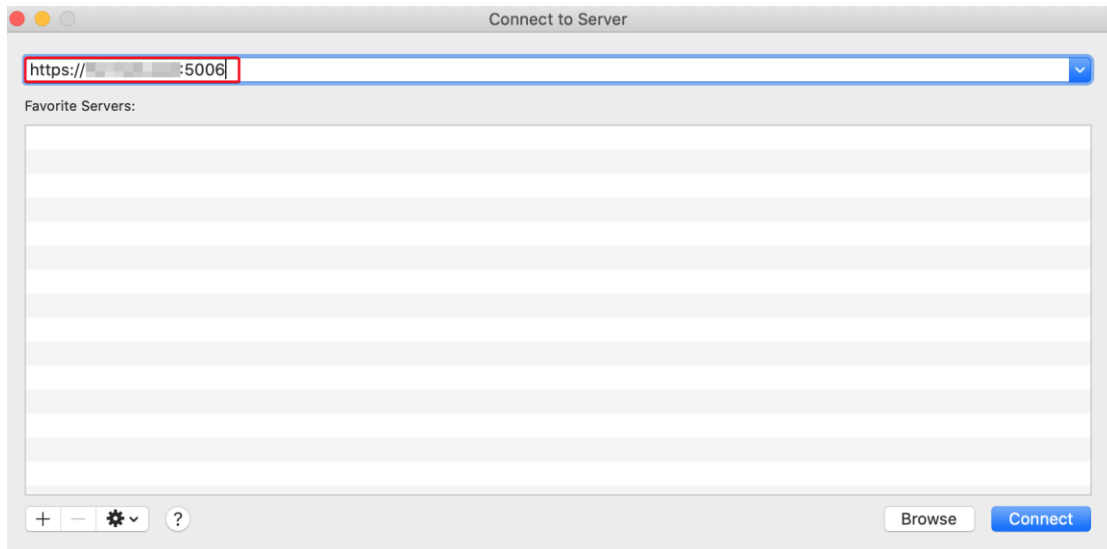 Connect to Server
https:// :5006
Favorite Servers:
+ − ?
Browse
Connect